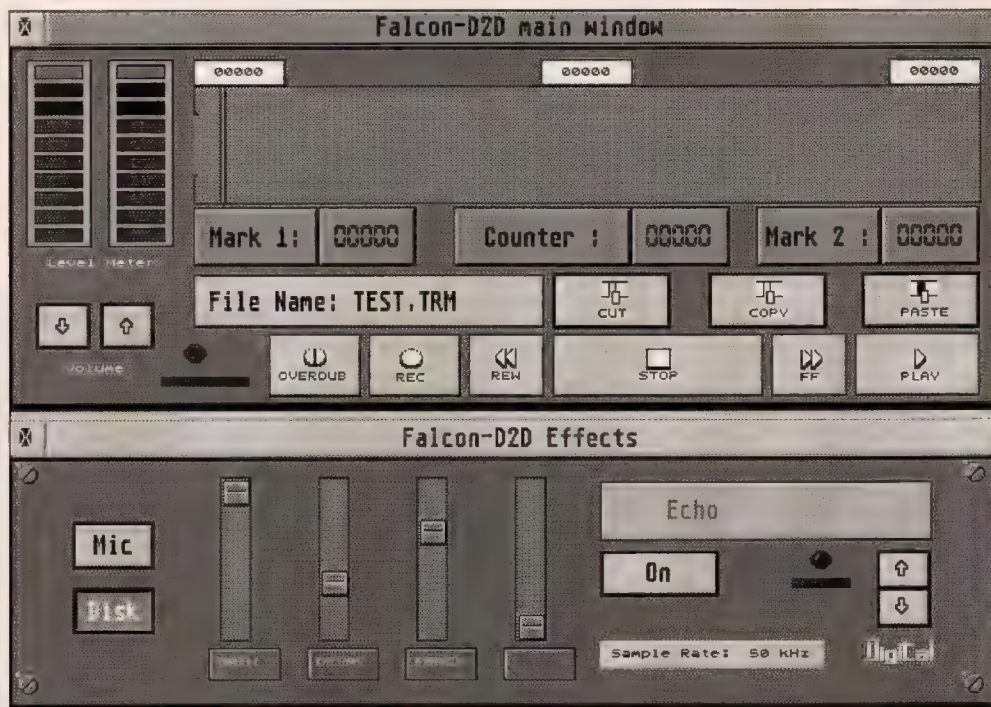 Falcon-D2D main window
00000 00000 00000
Mark 1: 00000 Counter : 00000 Mark 2 : 00000
Level Meter
File Name: TEST.TRM CUT COPY PASTE
Volume
OVERDUB REC REW STOP FF PLAY
Falcon-D2D Effects
Echo
Mic
On
Disk
Sample Rate: 50 kHz